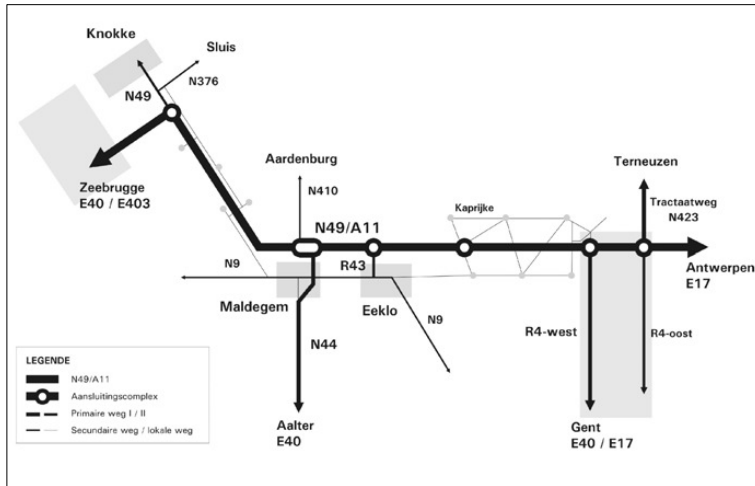 Knokke
Sluis
N376
N49
Zeebrugge
E40 / E403
Aardenburg
N410
N49/A11
Kaprijke
Terneuzen
Tractaatweg
N423
N9
R43
Maldegem
Eeklo
Antwerpen
E17
N44
N9
R4-west
R4-oost
Aalter
E40
Gent
E40 / E17
LEGENDE
N49/A11
Aansluitingscomplex
Primaire weg I / II
Secundaire weg / lokale weg